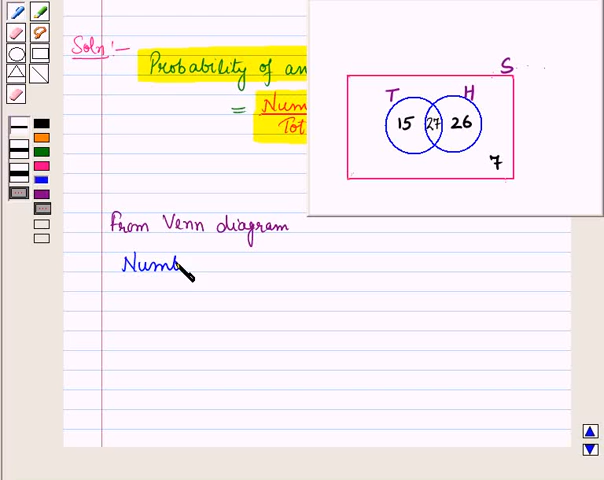 Soln :-
Probability of an
= Num
Tot
S
T H
15 27 26
7
From Venn diagram
Numb